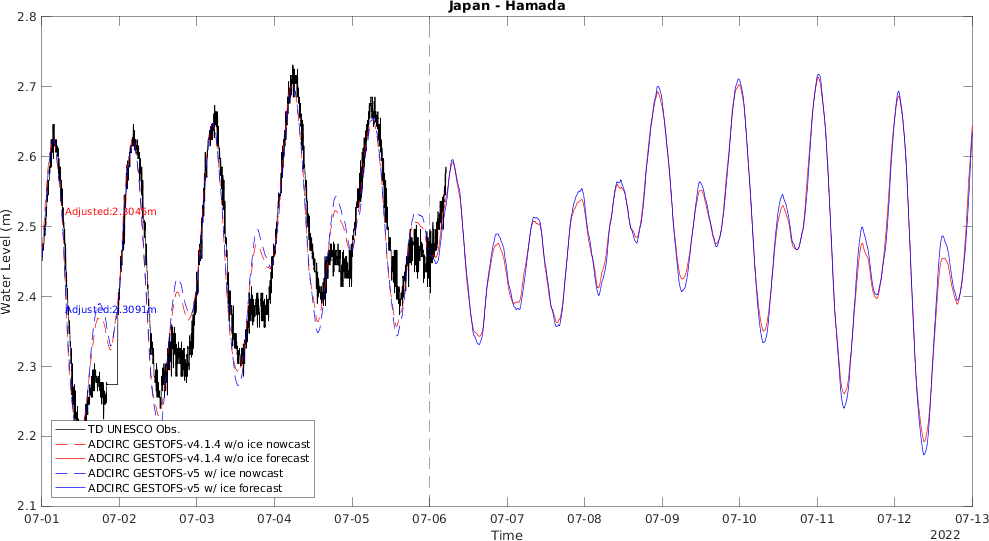 Japan - Hamada
Water Level (m)
2.8
2.7
2.6
2.5
2.4
2.3
2.2
2.1
Adjusted:2.3045m
Adjusted:2.3091m
TD UNESCO Obs.
ADCIRC GESTOFS-v4.1.4 w/o ice nowcast
ADCIRC GESTOFS-v4.1.4 w/o ice forecast
ADCIRC GESTOFS-v5 w/ ice nowcast
ADCIRC GESTOFS-v5 w/ ice forecast
07-01 07-02 07-03 07-04 07-05 07-06 07-07 07-08 07-09 07-10 07-11 07-12 07-13
Time
2022